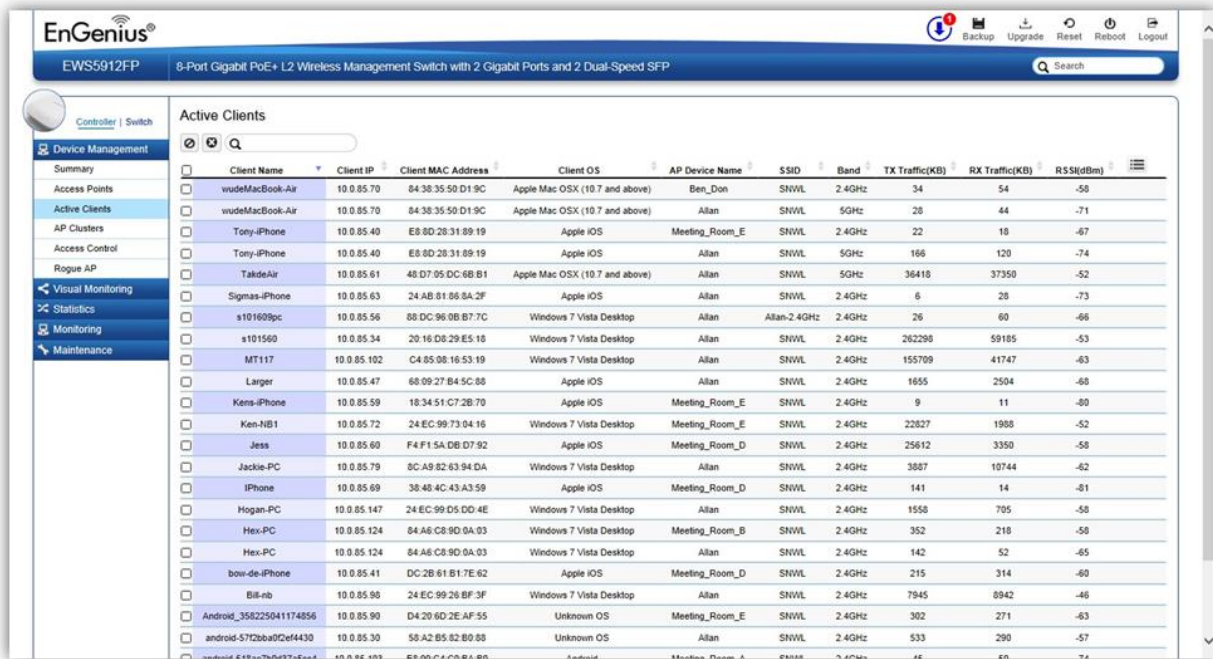 EnGenius®
1
Backup Upgrade Reset Reboot Logout
EWS5912FP 8-Port Gigabit PoE+ L2 Wireless Management Switch with 2 Gigabit Ports and 2 Dual-Speed SFP Search
Controller | Switch
Device Management
Summary
Access Points
Active Clients
AP Clusters
Access Control
Rogue AP
Visual Monitoring
Statistics
Monitoring
Maintenance
Active Clients
Client Name Client IP Client MAC Address Client OS AP Device Name SSID Band TX Traffic(KB) RX Traffic(KB) RSSI(dBm)
wudeMacBook-Air 10.0.85.70 84:38:35:50:D1:9C Apple Mac OSX (10.7 and above) Ben_Don SNWL 2.4GHz 34 54 -58
wudeMacBook-Air 10.0.85.70 84:38:35:50:D1:9C Apple Mac OSX (10.7 and above) Allan SNWL 5GHz 28 44 -71
Tony-iPhone 10.0.85.40 E8:8D:28:31:89:19 Apple iOS Meeting_Room_E SNWL 2.4GHz 22 18 -67
Tony-iPhone 10.0.85.40 E8:8D:28:31:89:19 Apple iOS Allan SNWL 5GHz 166 120 -74
TakdeAir 10.0.85.61 48:D7:05:DC:6B:B1 Apple Mac OSX (10.7 and above) Allan SNWL 5GHz 36418 37350 -52
Sigmas-iPhone 10.0.85.63 24:AB:81:86:8A:2F Apple iOS Allan SNWL 2.4GHz 6 28 -73
s101609pc 10.0.85.56 88:DC:96:0B:B7:7C Windows 7 Vista Desktop Allan Allan-2.4GHz 2.4GHz 26 60 -66
s101560 10.0.85.34 20:16:D8:29:E5:18 Windows 7 Vista Desktop Allan SNWL 2.4GHz 262298 59185 -53
MT117 10.0.85.102 C4:85:08:16:53:19 Windows 7 Vista Desktop Allan SNWL 2.4GHz 155709 41747 -63
Larger 10.0.85.47 68:09:27:B4:5C:88 Apple iOS Allan SNWL 2.4GHz 1655 2504 -68
Kens-iPhone 10.0.85.59 18:34:51:C7:2B:70 Apple iOS Meeting_Room_E SNWL 2.4GHz 9 11 -80
Ken-NB1 10.0.85.72 24:EC:99:73:04:16 Windows 7 Vista Desktop Meeting_Room_E SNWL 2.4GHz 22827 1988 -52
Jess 10.0.85.60 F4:F1:5A:DB:D7:92 Apple iOS Meeting_Room_D SNWL 2.4GHz 25612 3350 -58
Jackie-PC 10.0.85.79 8C:A9:82:63:94:DA Windows 7 Vista Desktop Allan SNWL 2.4GHz 3887 10744 -62
IPhone 10.0.85.69 38:48:4C:43:A3:59 Apple iOS Meeting_Room_D SNWL 2.4GHz 141 14 -81
Hogan-PC 10.0.85.147 24:EC:99:D5:DD:4E Windows 7 Vista Desktop Allan SNWL 2.4GHz 1558 705 -58
Hex-PC 10.0.85.124 84:A6:C8:9D:0A:03 Windows 7 Vista Desktop Meeting_Room_B SNWL 2.4GHz 352 218 -58
Hex-PC 10.0.85.124 84:A6:C8:9D:0A:03 Windows 7 Vista Desktop Allan SNWL 2.4GHz 142 52 -65
bow-de-iPhone 10.0.85.41 DC:2B:61:B1:7E:62 Apple iOS Meeting_Room_D SNWL 2.4GHz 215 314 -60
Bill-nb 10.0.85.98 24:EC:99:26:BF:3F Windows 7 Vista Desktop Allan SNWL 2.4GHz 7945 8942 -46
Android_358225041174856 10.0.85.90 D4:20:6D:2E:AF:55 Unknown OS Meeting_Room_E SNWL 2.4GHz 302 271 -63
android-57f2bba0f2ef4430 10.0.85.30 58:A2:B5:82:B0:88 Unknown OS Allan SNWL 2.4GHz 533 290 -57